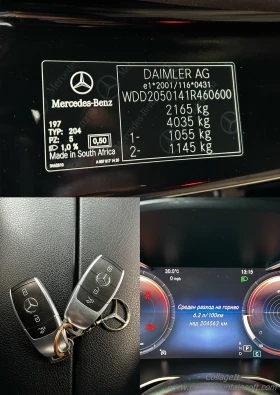 DAIMLER AG
e1*2001/116*0431
WDD2050141R460600
2165 kg
4035 kg
1- 1055 kg
2- 1145 kg
Mercedes-Benz
197
TYP: 204
PZ: 5
0,50
1,0 %
Made in South Africa
30.0°C
13:15
Среден разход на гориво
6.2 л/100км
над 204563 км
P
C